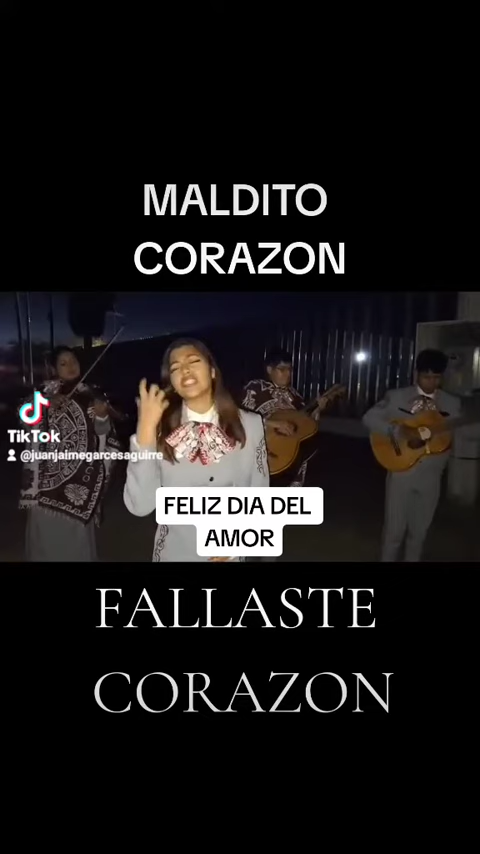 MALDITO
CORAZON
TikTok
@juanjaimegarcesaguirre
FELIZ DIA DEL
AMOR
FALLASTE
CORAZON